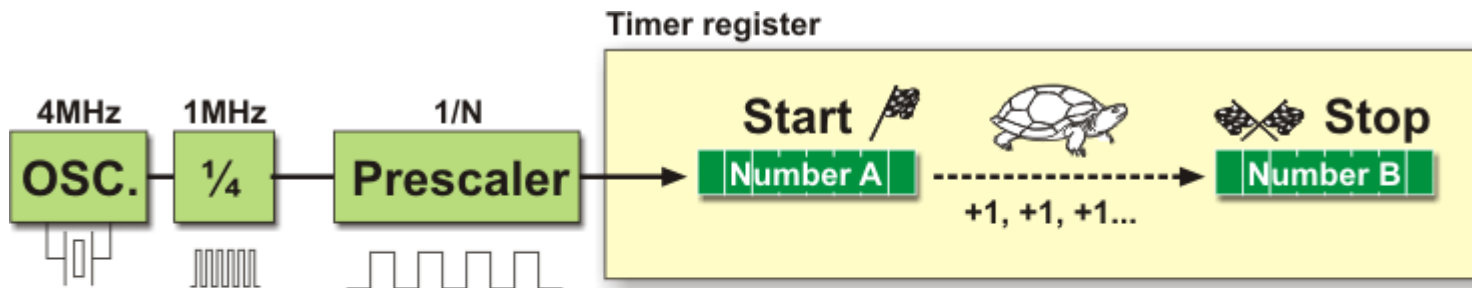 Timer register
4MHz
1MHz
1/N
OSC.
¼
Prescaler
Start
Stop
Number A
Number B
+1, +1, +1...